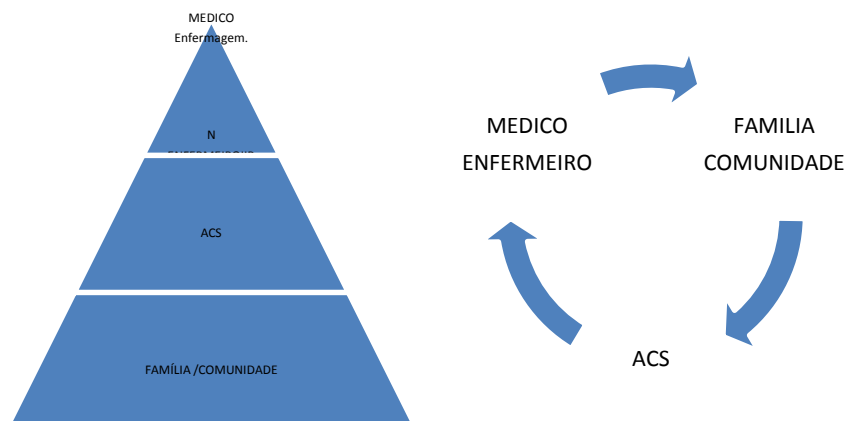 MEDICO
Enfermagem.
N
ACS
FAMÍLIA /COMUNIDADE
MEDICO
ENFERMEIRO
FAMILIA
COMUNIDADE
ACS